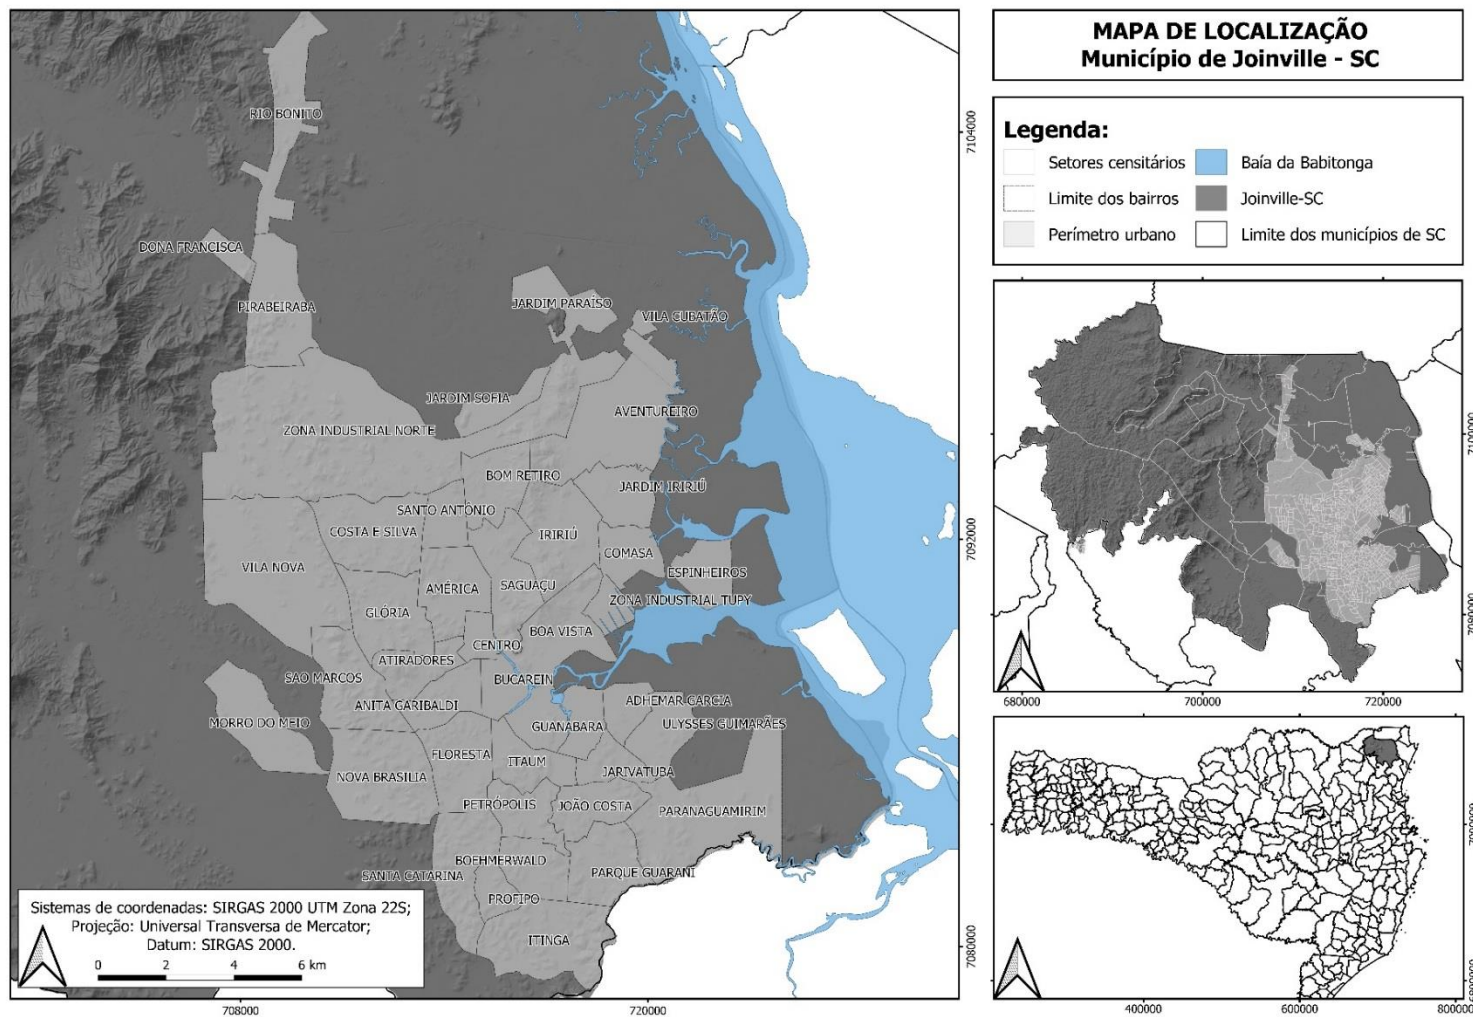 MAPA DE LOCALIZAÇÃO
Município de Joinville - SC
Legenda:
Setores censitários
Baía da Babitonga
Limite dos bairros
Joinville-SC
Perímetro urbano
Limite dos municípios de SC
RIO BONITO
DONA FRANCISCA
PIRABEIRABA
JARDIM PARAÍSO
VILA CUBATÃO
JARDIM SOFIA
AVENTUREIRO
ZONA INDUSTRIAL NORTE
BOM RETIRO
JARDIM IRIRIÚ
SANTO ANTÔNIO
COSTA E SILVA
IRIRIÚ
COMASA
VILA NOVA
ESPINHEIROS
AMÉRICA
SAGUAÇU
ZONA INDUSTRIAL TUPY
GLÓRIA
BOA VISTA
CENTRO
ATIRADORES
SÃO MARCOS
BUCAREIN
ANITA GARIBALDI
ADHEMAR GARCIA
MORRO DO MEIO
GUANABARA
ULYSSES GUIMARÃES
FLORESTA
ITAUM
NOVA BRASÍLIA
JARIVATUBA
PETRÓPOLIS
JOÃO COSTA
PARANAGUAMIRIM
BOEHMERWALD
SANTA CATARINA
PARQUE GUARANI
PROFIPO
ITINGA
Sistemas de coordenadas: SIRGAS 2000 UTM Zona 22S;
Projeção: Universal Transversa de Mercator;
Datum: SIRGAS 2000.
0 2 4 6 km
708000
720000
7104000
7092000
7080000
680000
700000
720000
7100000
400000
600000
800000